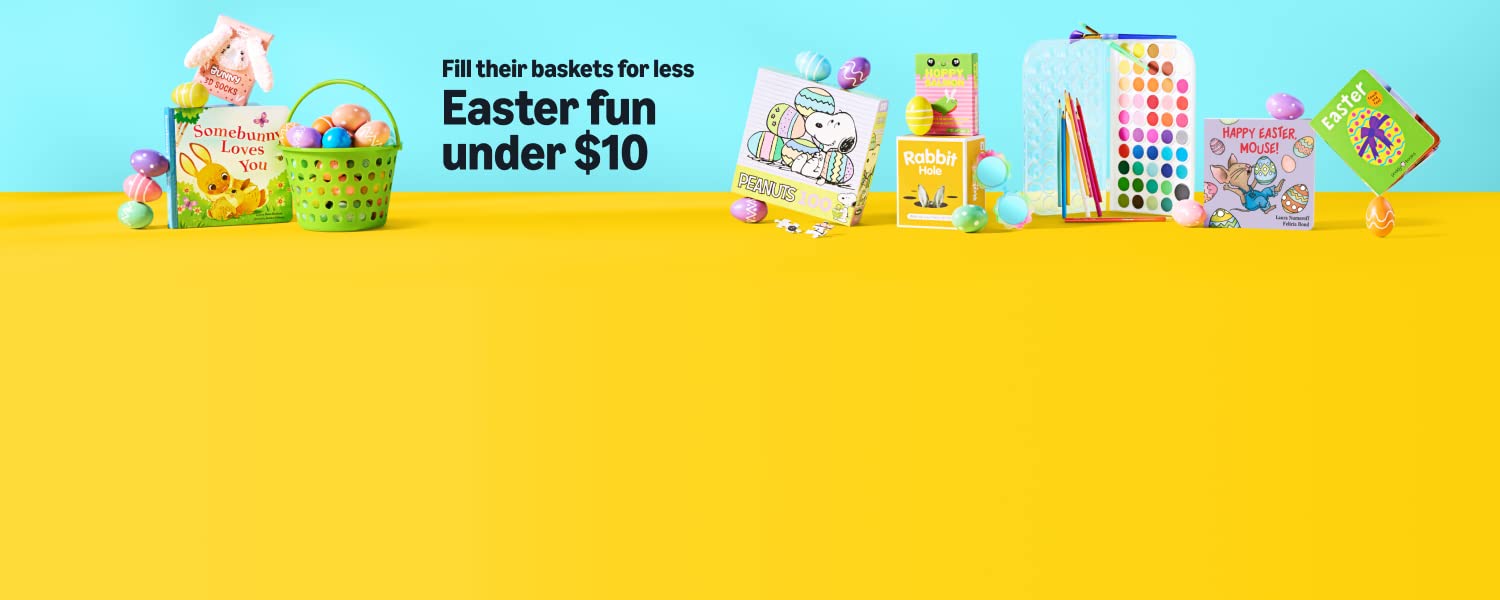 Fill their baskets for less
Easter fun
under $10
BUNNY
SOCKS
Somebunny
Loves
You
PEANUTS 100
HOPPY
Rabbit
Hole
HAPPY EASTER,
MOUSE!
Laura Numeroff
Felicia Bond
Easter